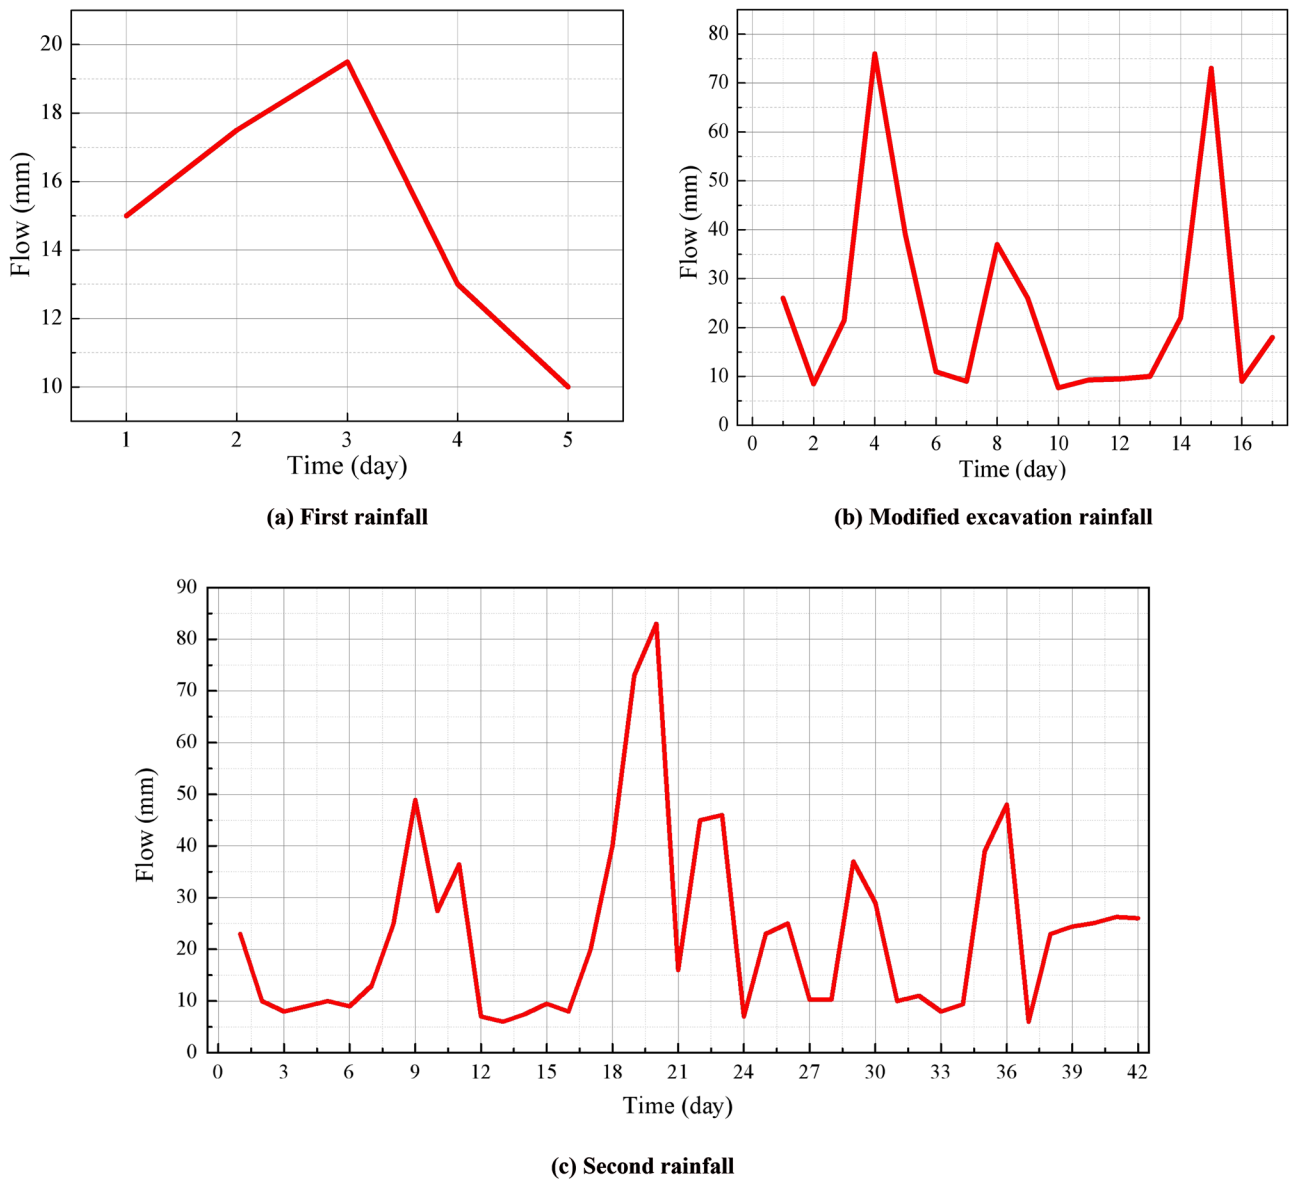 20
18
16
14
12
10
Flow (mm)
1 2 3 4 5
Time (day)
(a) First rainfall
80
70
60
50
40
30
20
10
0
Flow (mm)
0 2 4 6 8 10 12 14 16
Time (day)
(b) Modified excavation rainfall
90
80
70
60
50
40
30
20
10
0
Flow (mm)
0 3 6 9 12 15 18 21 24 27 30 33 36 39 42
Time (day)
(c) Second rainfall